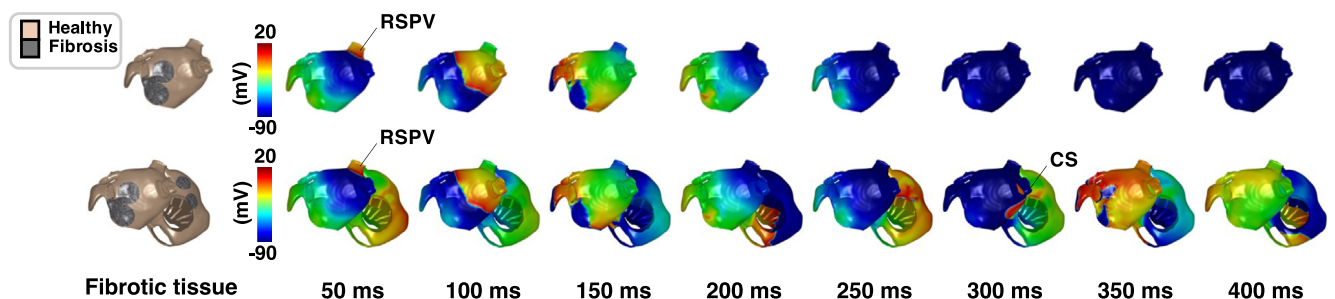 Healthy
Fibrosis
20
(mV)
-90
RSPV
20
(mV)
-90
RSPV
CS
Fibrotic tissue 50 ms 100 ms 150 ms 200 ms 250 ms 300 ms 350 ms 400 ms